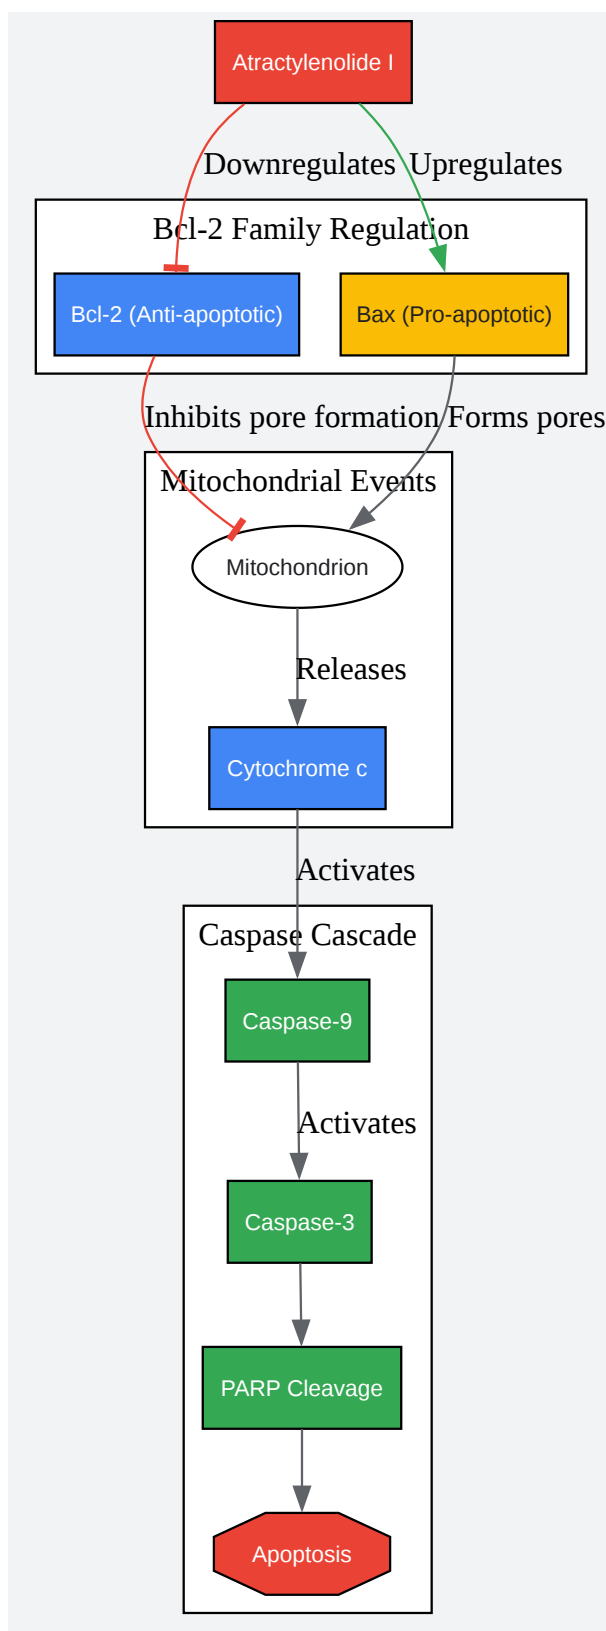 Atractylenolide I
Downregulates
Upregulates
Bcl-2 Family Regulation
Bcl-2 (Anti-apoptotic)
Bax (Pro-apoptotic)
Inhibits pore formation
Forms pores
Mitochondrial Events
Mitochondrion
Releases
Cytochrome c
Activates
Caspase Cascade
Caspase-9
Activates
Caspase-3
PARP Cleavage
Apoptosis